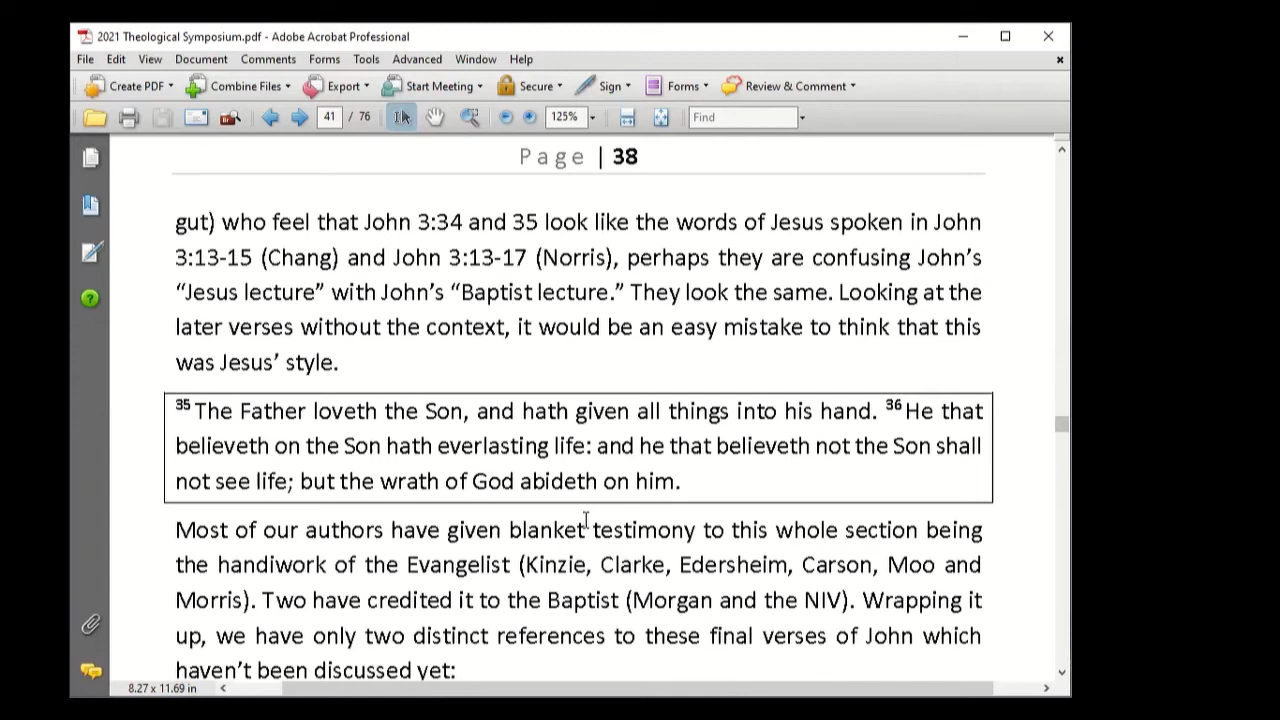 2021 Theological Symposium.pdf - Adobe Acrobat Professional
File Edit View Document Comments Forms Tools Advanced Window Help
Create PDF Combine Files Export Start Meeting Secure Sign Forms Review & Comment
41 / 76 125% Find
Page | 38
gut) who feel that John 3:34 and 35 look like the words of Jesus spoken in John
3:13-15 (Chang) and John 3:13-17 (Norris), perhaps they are confusing John’s
“Jesus lecture” with John’s “Baptist lecture.” They look the same. Looking at the
later verses without the context, it would be an easy mistake to think that this
was Jesus’ style.
35 The Father loveth the Son, and hath given all things into his hand. 36 He that
believeth on the Son hath everlasting life: and he that believeth not the Son shall
not see life; but the wrath of God abideth on him.
Most of our authors have given blanket testimony to this whole section being
the handiwork of the Evangelist (Kinzie, Clarke, Edersheim, Carson, Moo and
Morris). Two have credited it to the Baptist (Morgan and the NIV). Wrapping it
up, we have only two distinct references to these final verses of John which
haven’t been discussed yet:
8.27 x 11.69 in